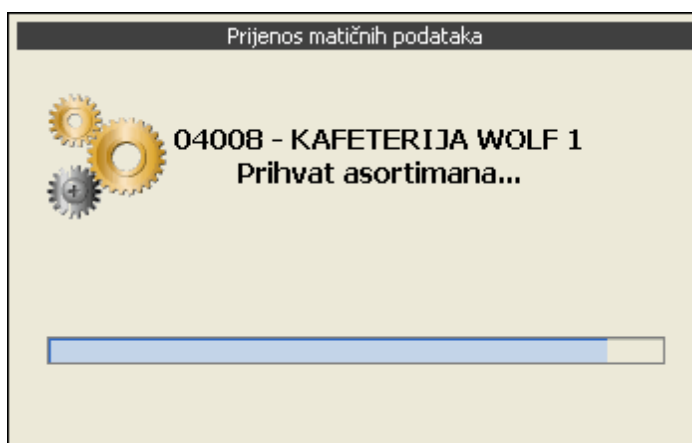 Prijenos matičnih podataka
04008 - KAFETERIJA WOLF 1
Prihvat asortimana...